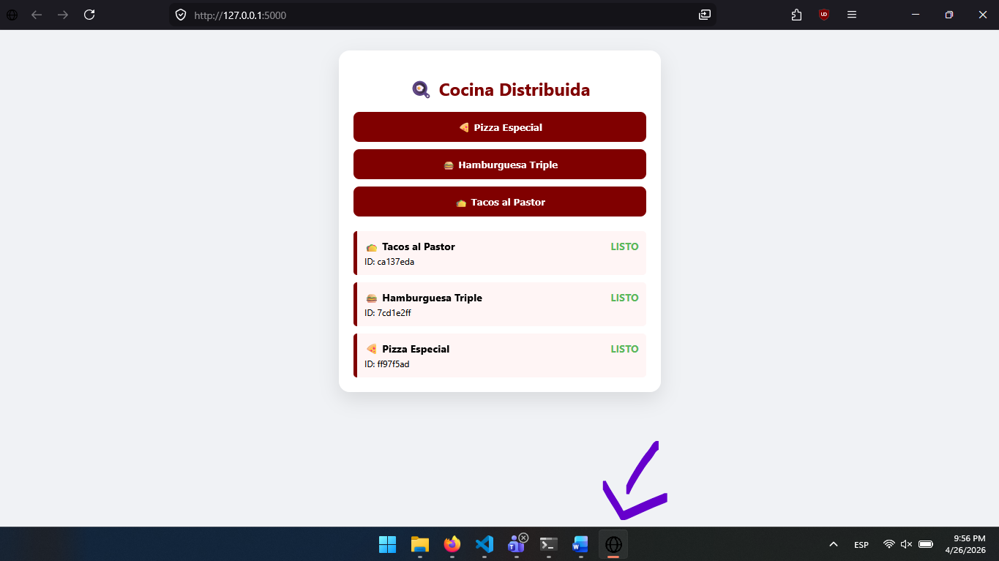 http://127.0.0.1:5000
UD
Cocina Distribuida
🍕 Pizza Especial
🍔 Hamburguesa Triple
🌮 Tacos al Pastor
🌮 Tacos al Pastor LISTO
ID: ca137eda
🍔 Hamburguesa Triple LISTO
ID: 7cd1e2ff
🍕 Pizza Especial LISTO
ID: ff97f5ad
T
W
ESP
9:56 PM
4/26/2026